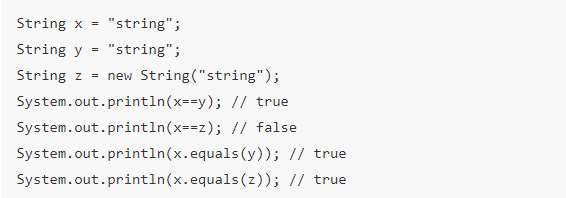 String x = "string";
String y = "string";
String z = new String("string");
System.out.println(x==y); // true
System.out.println(x==z); // false
System.out.println(x.equals(y)); // true
System.out.println(x.equals(z)); // true